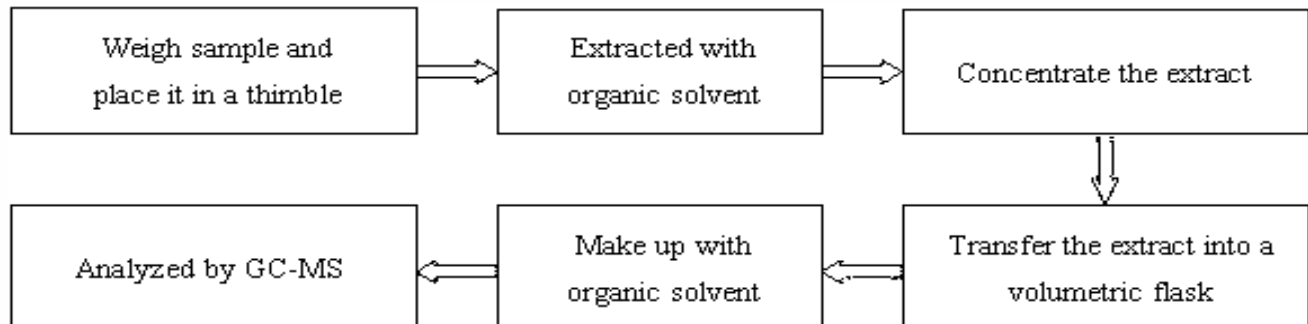 Weigh sample and
place it in a thimble
Extracted with
organic solvent
Concentrate the extract
Transfer the extract into a
volumetric flask
Make up with
organic solvent
Analyzed by GC-MS